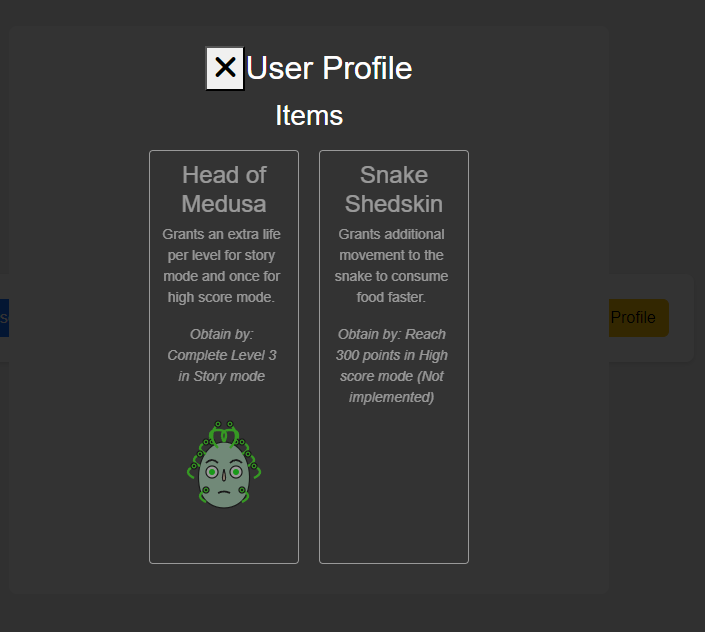 ✕ User Profile
Items
Head of
Medusa
Grants an extra life
per level for story
mode and once for
high score mode.
Obtain by:
Complete Level 3
in Story mode
Snake
Shedskin
Grants additional
movement to the
snake to consume
food faster.
Obtain by: Reach
300 points in High
score mode (Not
implemented)
Profile